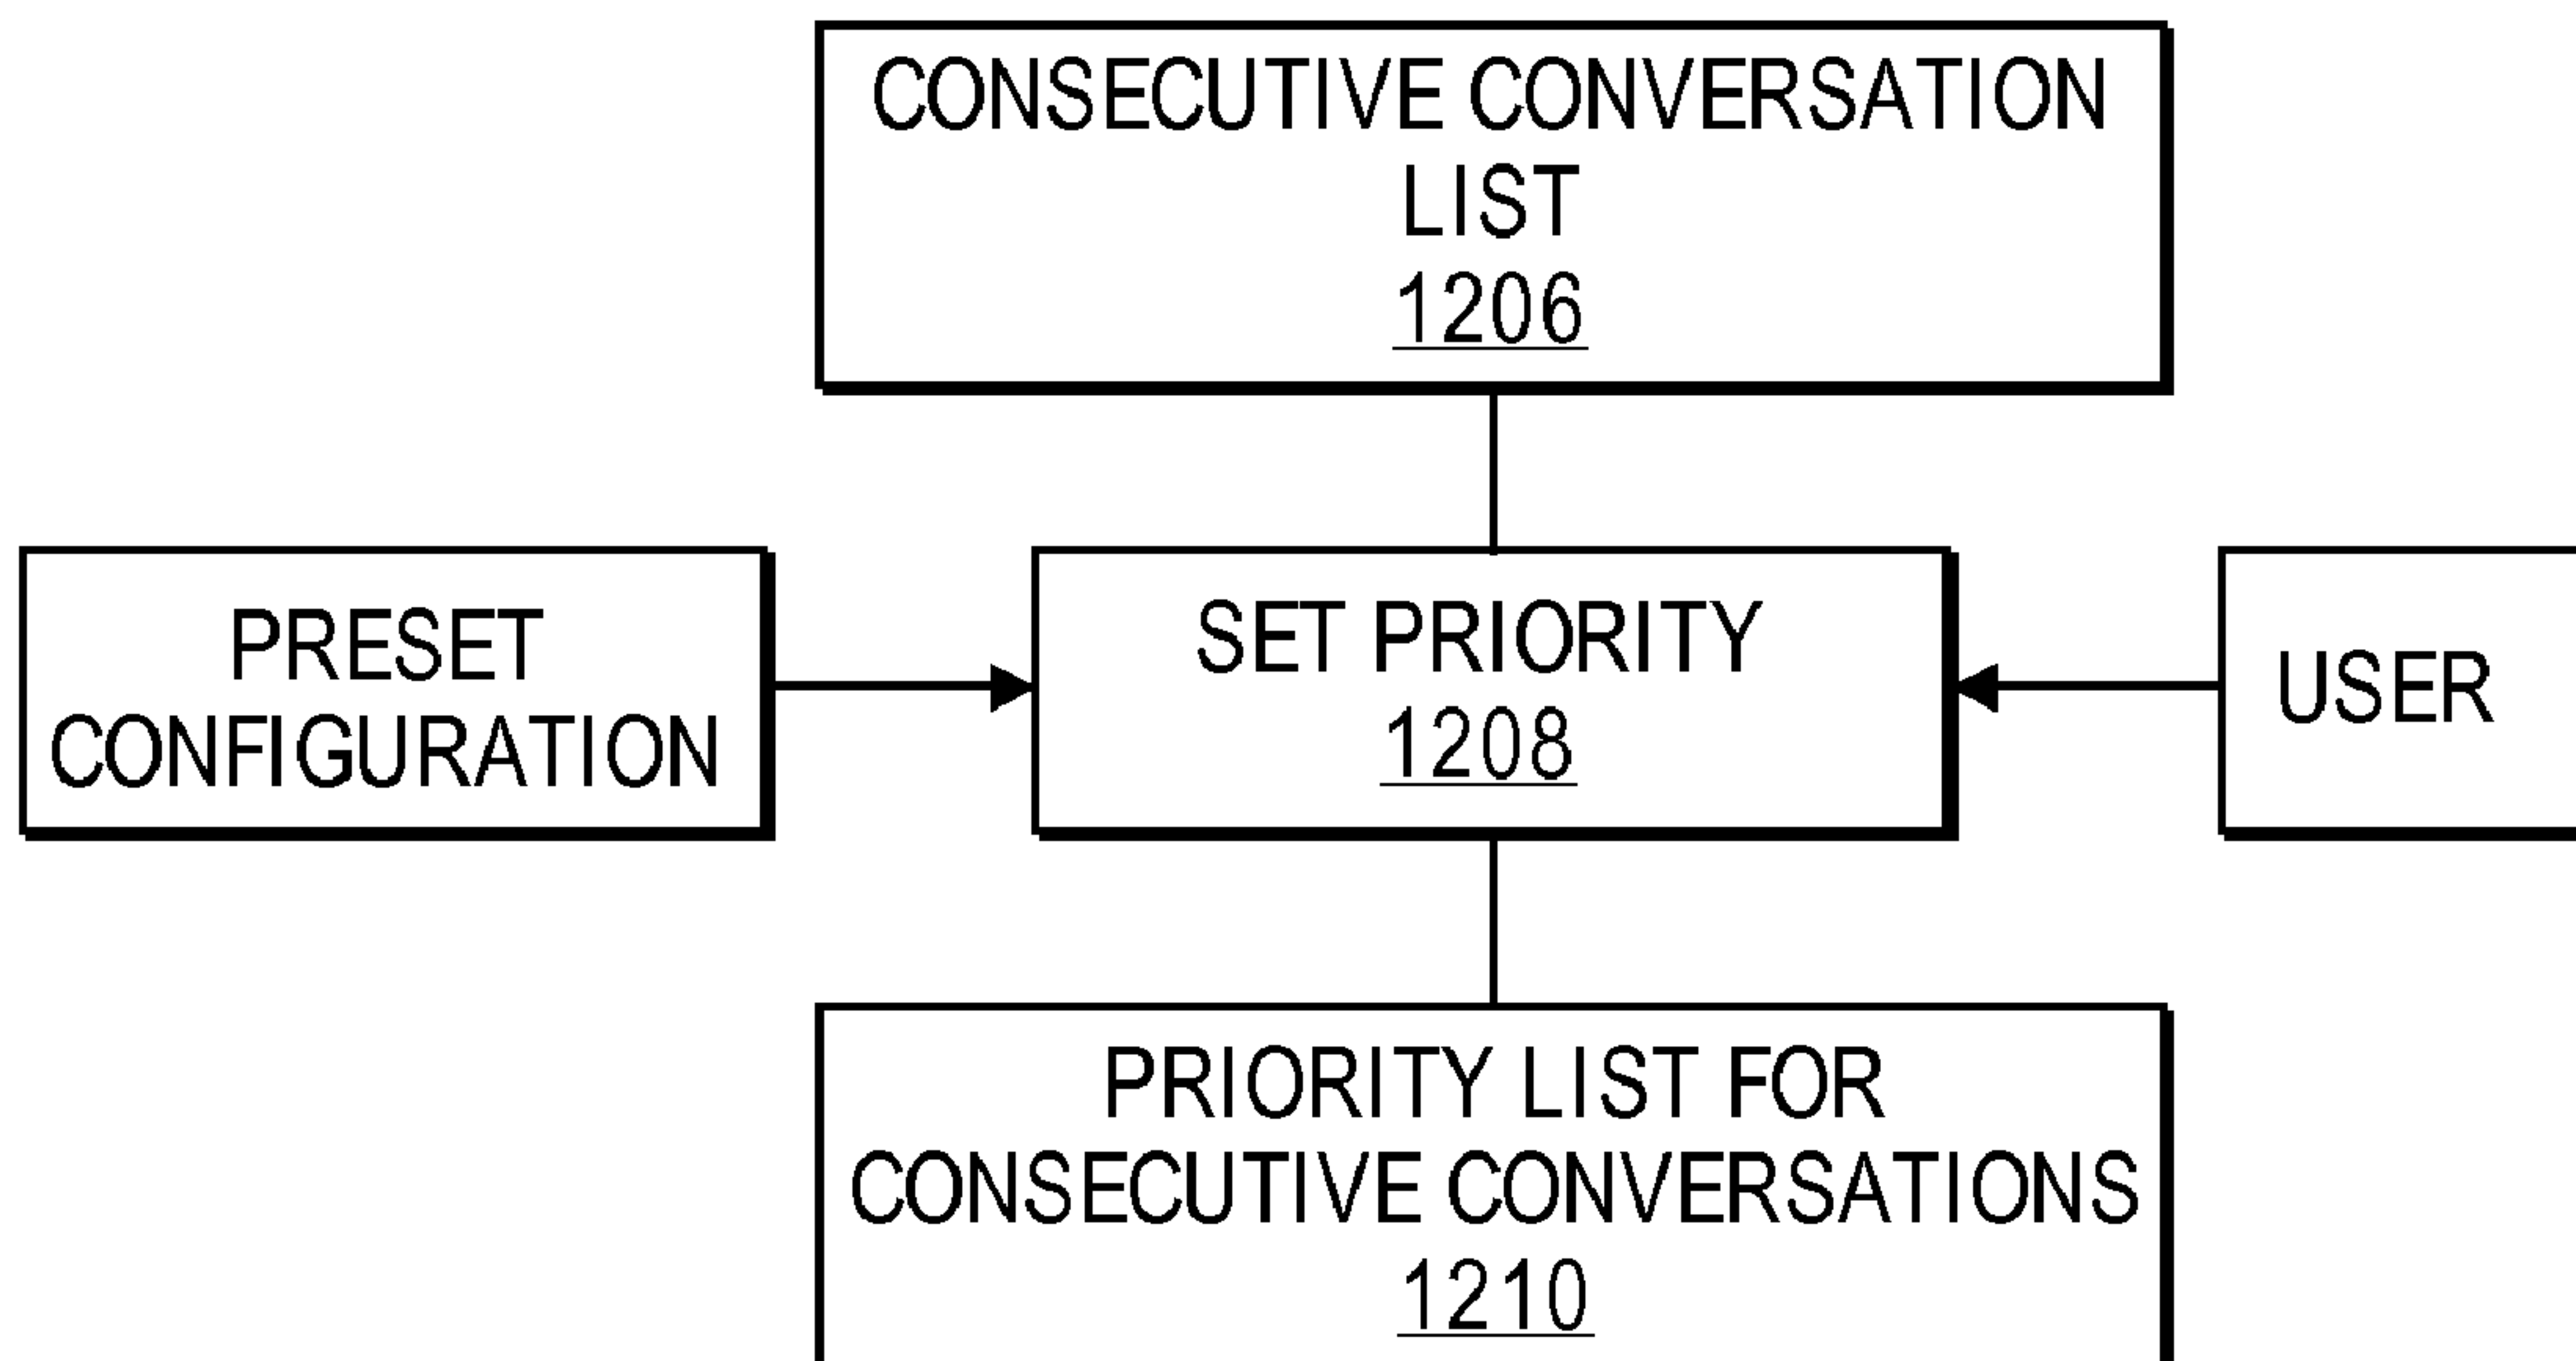 CONSECUTIVE CONVERSATION
LIST
1206
PRESET
CONFIGURATION
SET PRIORITY
1208
USER
PRIORITY LIST FOR
CONSECUTIVE CONVERSATIONS
1210